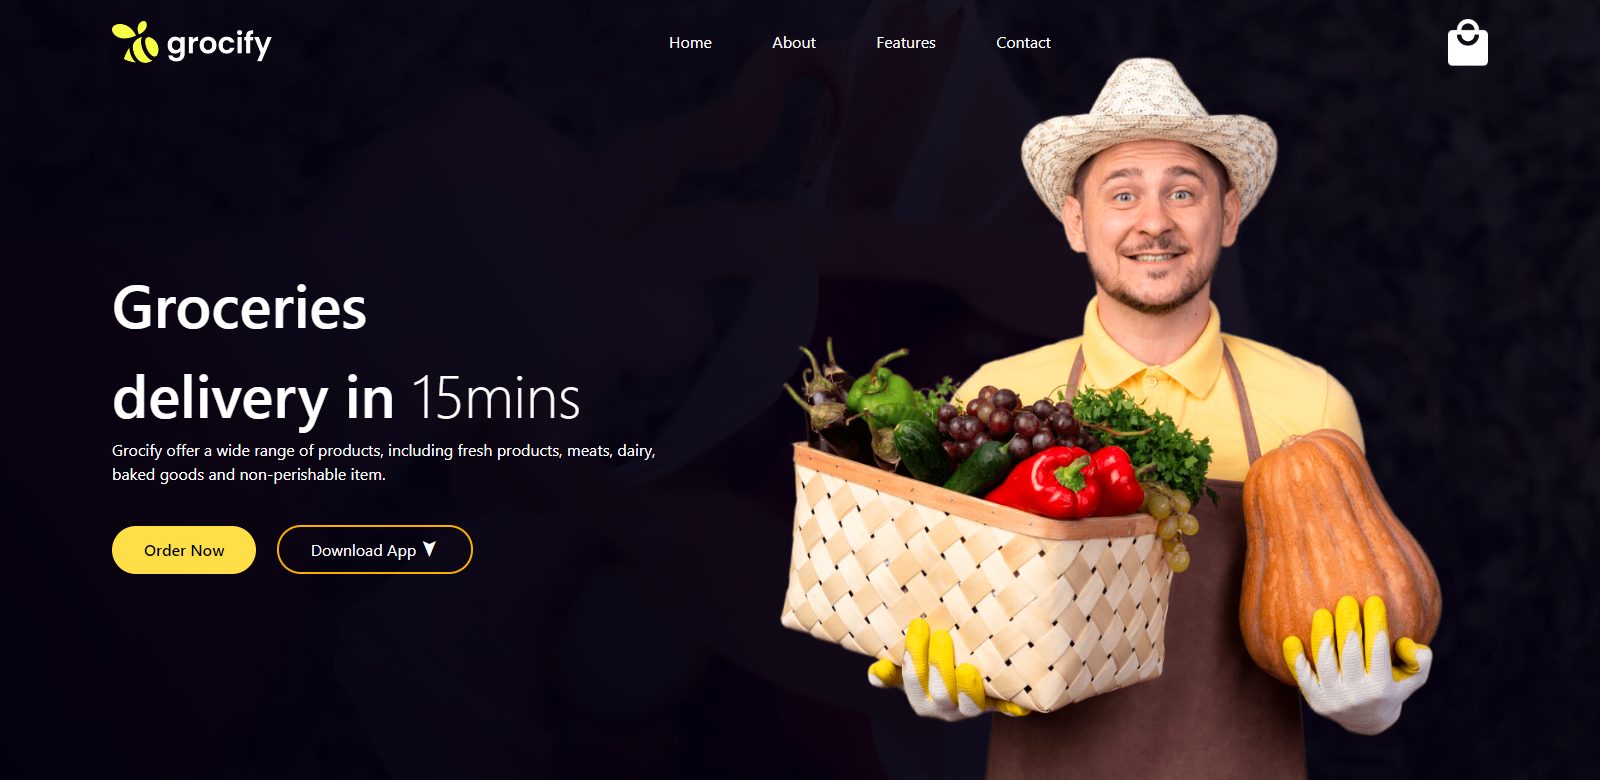 grocify
Home
About
Features
Contact
Groceries
delivery in 15mins
Grocify offer a wide range of products, including fresh products, meats, dairy,
baked goods and non-perishable item.
Order Now
Download App